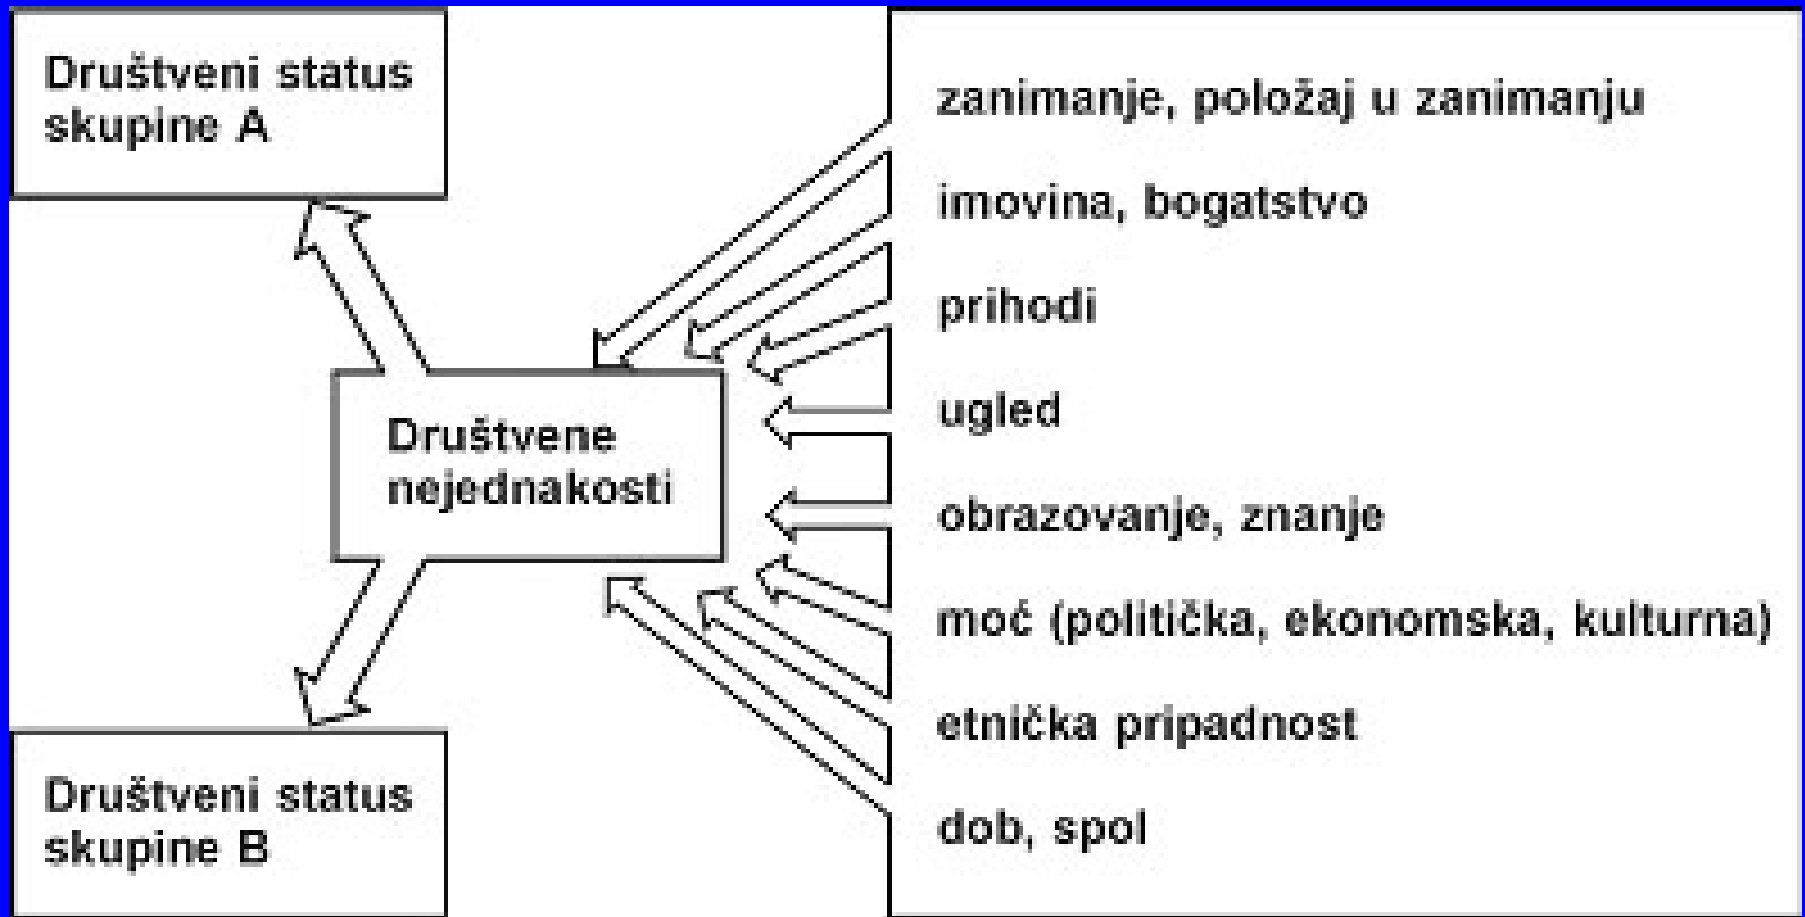 Društveni status
skupine A
Društvene
nejednakosti
Društveni status
skupine B
zanimanje, položaj u zanimanju
imovina, bogatstvo
prihodi
ugled
obrazovanje, znanje
moć (politička, ekonomska, kulturna)
etnička pripadnost
dob, spol